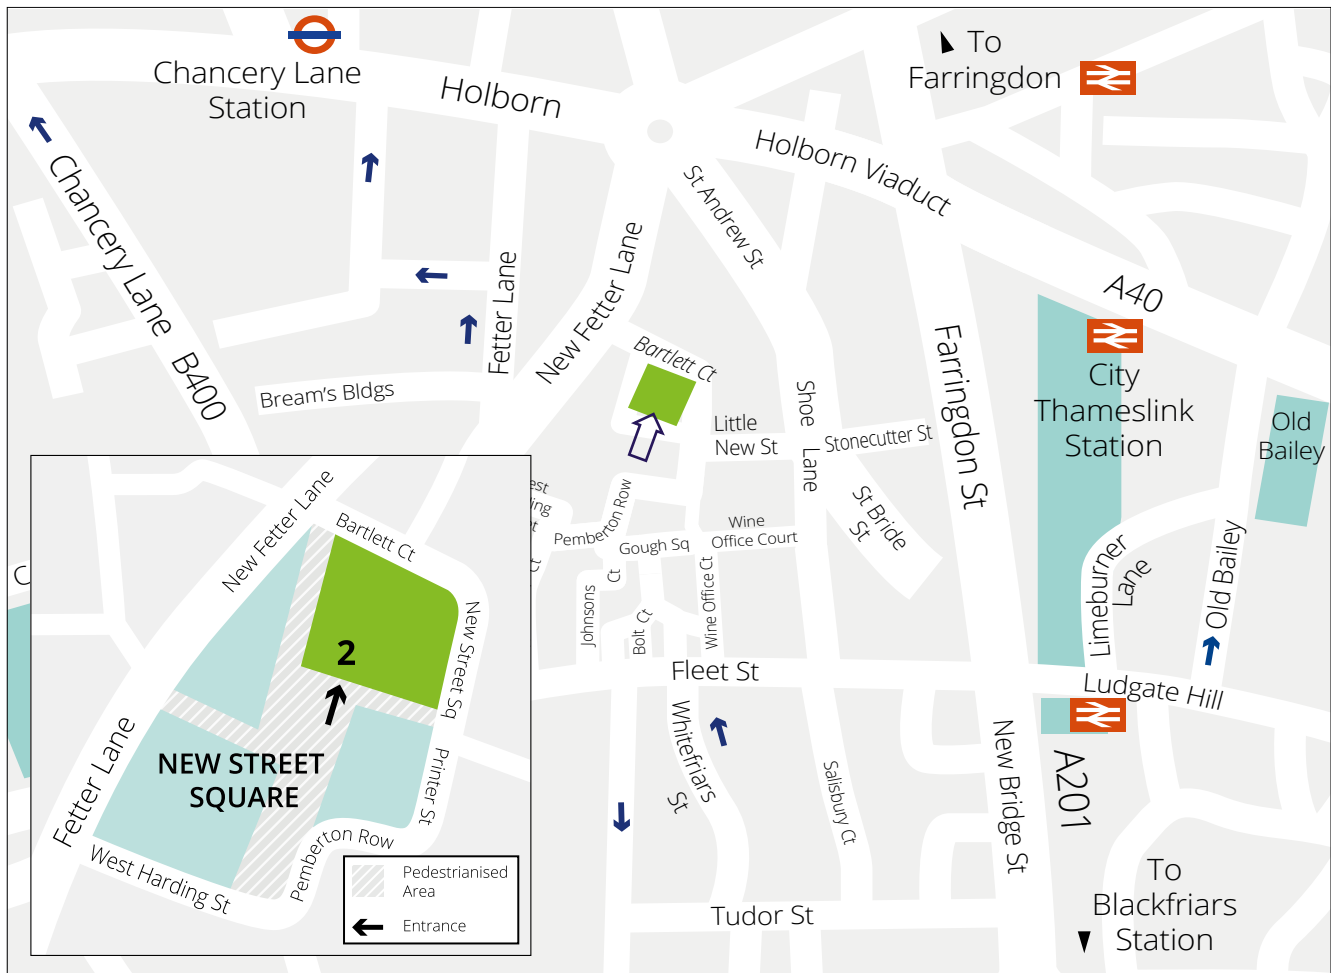 Chancery Lane
Station
Holborn
To
Farringdon
Holborn Viaduct
St Andrew St
Chancery Lane
B400
Fetter Lane
New Fetter Lane
Bream's Bldgs
Bartlett Ct
Little
New St
Shoe
Lane
Stonecutter St
St Bride
St
Farringdon St
A40
City
Thameslink
Station
Old
Bailey
Limeburner
Lane
Old Bailey
Pemberton Row
Gough Sq
Wine
Office Court
Johnsons
Ct
Bolt Ct
Wine Office Ct
Fleet St
Ludgate Hill
Whitefriars
St
Salisbury Ct
New Bridge St
A201
Tudor St
To
Blackfriars
Station
New Fetter Lane
Bartlett Ct
New Street Sq
2
NEW STREET
SQUARE
Fetter Lane
Printer St
Pemberton Row
West Harding St
Pedestrianised
Area
Entrance